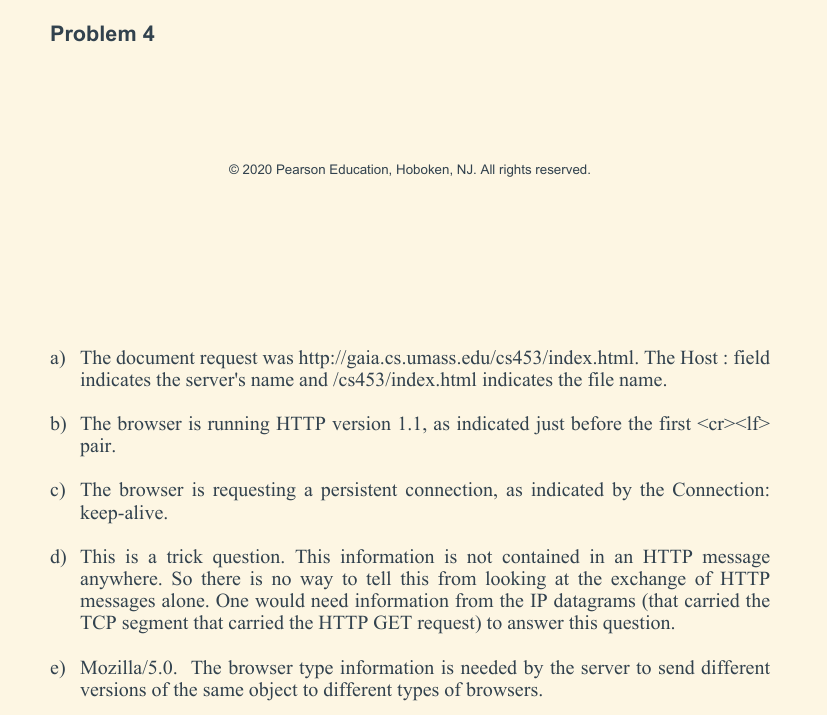 Problem 4
© 2020 Pearson Education, Hoboken, NJ. All rights reserved.
a) The document request was http://gaia.cs.umass.edu/cs453/index.html. The Host : field
indicates the server's name and /cs453/index.html indicates the file name.
b) The browser is running HTTP version 1.1, as indicated just before the first <cr><lf>
pair.
c) The browser is requesting a persistent connection, as indicated by the Connection:
keep-alive.
d) This is a trick question. This information is not contained in an HTTP message
anywhere. So there is no way to tell this from looking at the exchange of HTTP
messages alone. One would need information from the IP datagrams (that carried the
TCP segment that carried the HTTP GET request) to answer this question.
e) Mozilla/5.0. The browser type information is needed by the server to send different
versions of the same object to different types of browsers.